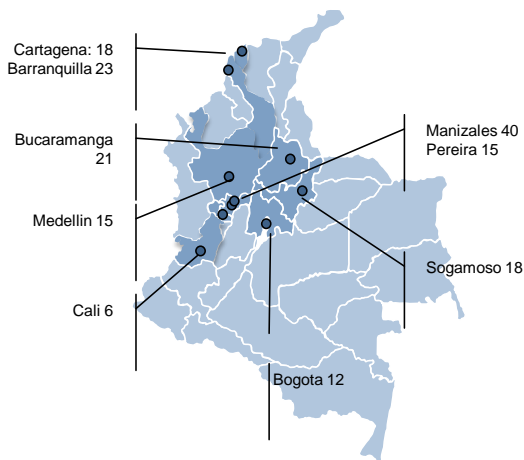 Cartagena: 18
Barranquilla 23
Bucaramanga
21
Manizales 40
Pereira 15
Medellin 15
Sogamoso 18
Cali 6
Bogota 12